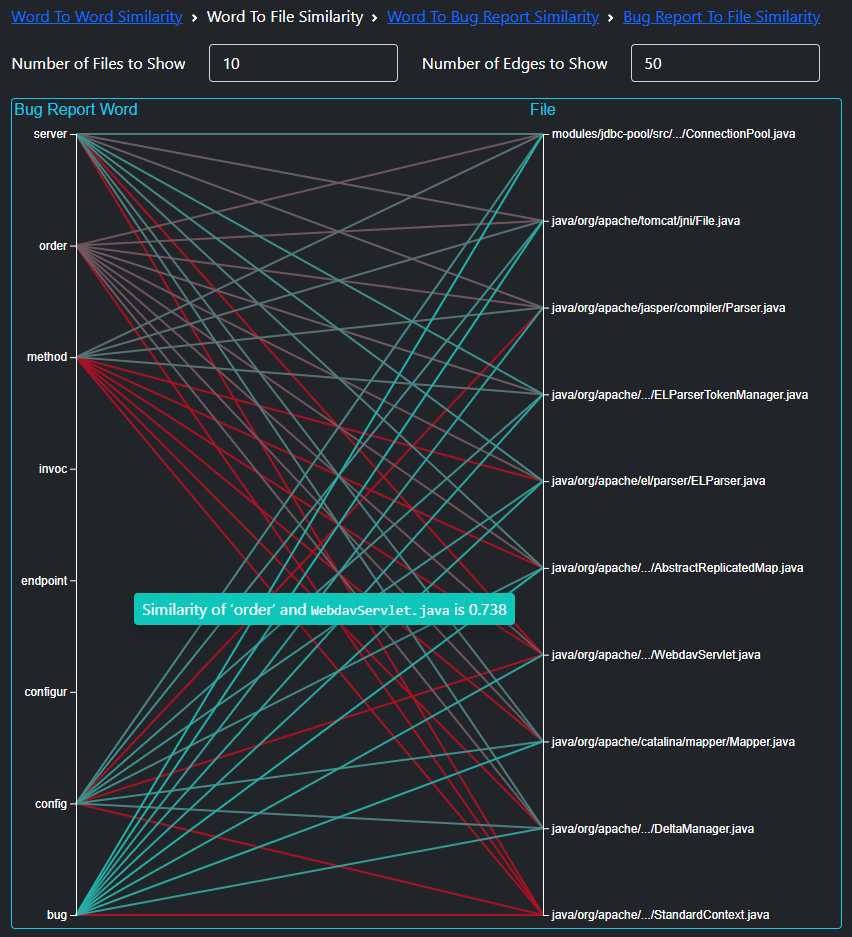 Word To Word Similarity › Word To File Similarity › Word To Bug Report Similarity › Bug Report To File Similarity
Number of Files to Show 10 Number of Edges to Show 50
Bug Report Word File
server modules/jdbc-pool/src/.../ConnectionPool.java
java/org/apache/tomcat/jni/File.java
order
java/org/apache/jasper/compiler/Parser.java
method
java/org/apache/.../ELParserTokenManager.java
invoc
java/org/apache/el/parser/ELParser.java
java/org/apache/.../AbstractReplicatedMap.java
endpoint
Similarity of 'order' and WebdavServlet.java is 0.738
java/org/apache/.../WebdavServlet.java
configur
java/org/apache/catalina/mapper/Mapper.java
config
java/org/apache/.../DeltaManager.java
bug java/org/apache/.../StandardContext.java